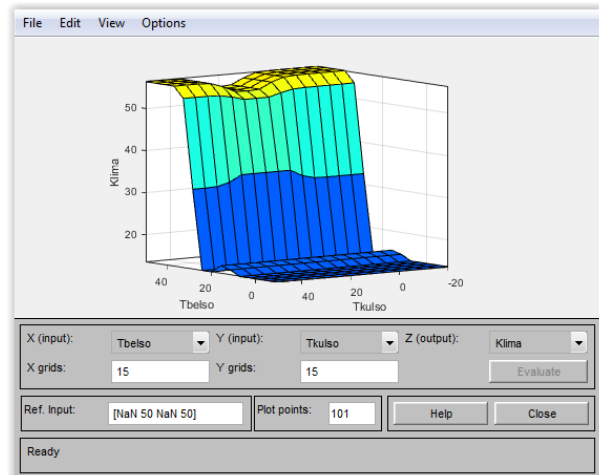 File Edit View Options
50
40
30
20
Klima
40 20 0
Tbelso
40 20 0 -20
Tkulso
X (input): Tbelso Y (input): Tkulso Z (output): Klima
X grids: 15 Y grids: 15 Evaluate
Ref. Input: [NaN 50 NaN 50] Plot points: 101 Help Close
Ready